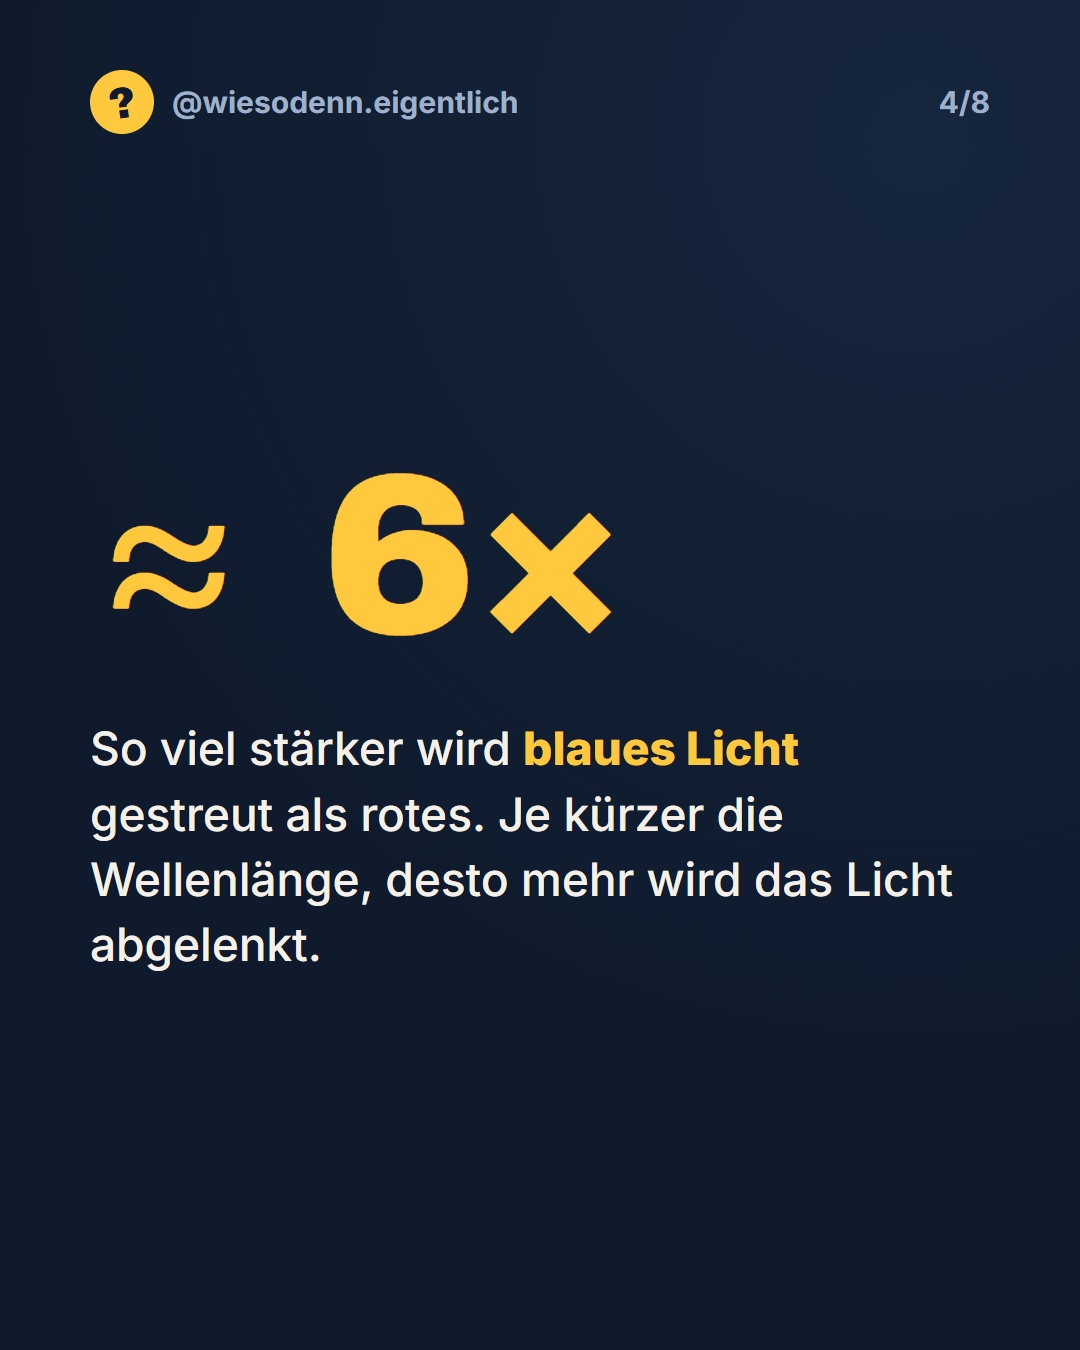 ?
@wiesodenn.eigentlich
4/8
≈ 6×
So viel stärker wird blaues Licht
gestreut als rotes. Je kürzer die
Wellenlänge, desto mehr wird das Licht
abgelenkt.